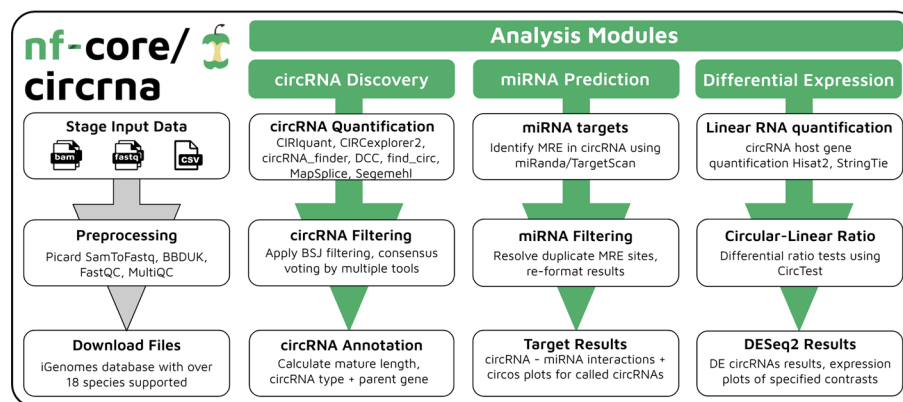 nf-core/
circrna
Analysis Modules
circRNA Discovery
miRNA Prediction
Differential Expression
Stage Input Data
bam
fastq
CSV
Preprocessing
Picard SamToFastq, BBDUK,
FastQC, MultiQC
Download Files
iGenomes database with over
18 species supported
circRNA Quantification
CIRIquant, CIRCexplorer2,
circRNA_finder, DCC, find_circ,
MapSplice, Segemehl
circRNA Filtering
Apply BSJ filtering, consensus
voting by multiple tools
circRNA Annotation
Calculate mature length,
circRNA type + parent gene
miRNA targets
Identify MRE in circRNA using
miRanda/TargetScan
miRNA Filtering
Resolve duplicate MRE sites,
re-format results
Target Results
circRNA - miRNA interactions +
circos plots for called circRNAs
Linear RNA quantification
circRNA host gene
quantification Hisat2, StringTie
Circular-Linear Ratio
Differential ratio tests using
CircTest
DESeq2 Results
DE circRNAs results, expression
plots of specified contrasts